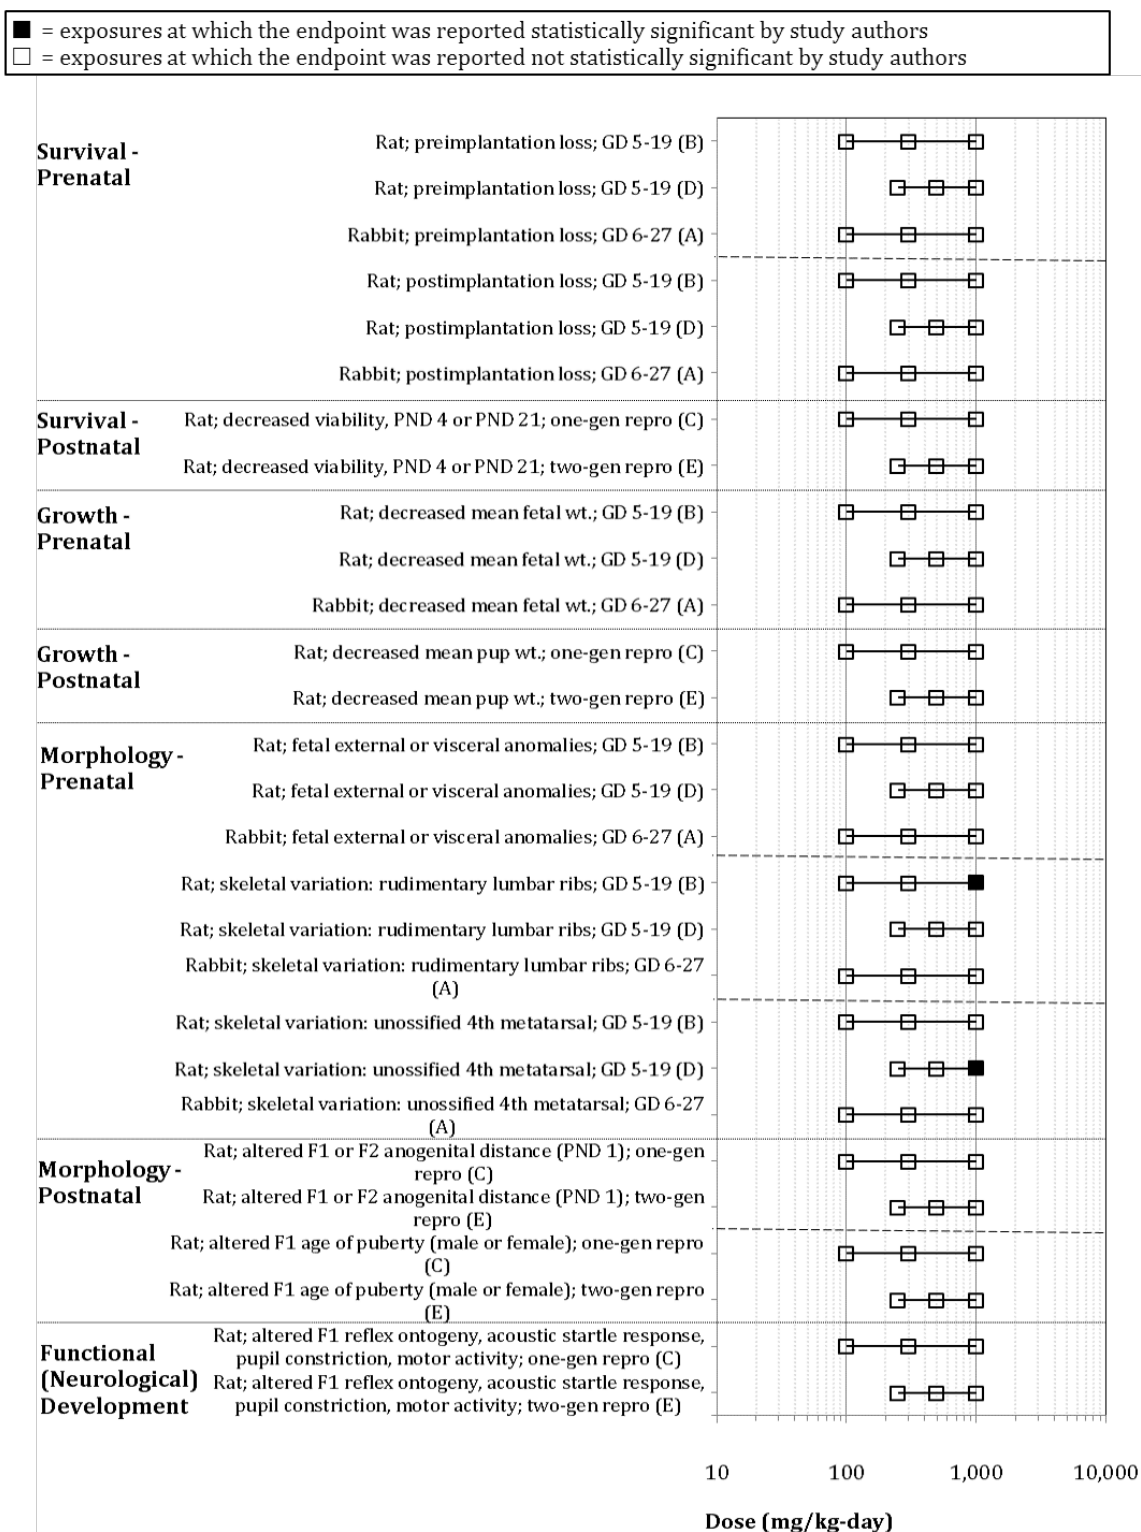 ■ = exposures at which the endpoint was reported statistically significant by study authors
□ = exposures at which the endpoint was reported not statistically significant by study authors
Survival -
Prenatal
Rat; preimplantation loss; GD 5-19 (B)
Rat; preimplantation loss; GD 5-19 (D)
Rabbit; preimplantation loss; GD 6-27 (A)
Rat; postimplantation loss; GD 5-19 (B)
Rat; postimplantation loss; GD 5-19 (D)
Rabbit; postimplantation loss; GD 6-27 (A)
Survival -
Postnatal
Rat; decreased viability, PND 4 or PND 21; one-gen repro (C)
Rat; decreased viability, PND 4 or PND 21; two-gen repro (E)
Growth -
Prenatal
Rat; decreased mean fetal wt.; GD 5-19 (B)
Rat; decreased mean fetal wt.; GD 5-19 (D)
Rabbit; decreased mean fetal wt.; GD 6-27 (A)
Growth -
Postnatal
Rat; decreased mean pup wt.; one-gen repro (C)
Rat; decreased mean pup wt.; two-gen repro (E)
Morphology -
Prenatal
Rat; fetal external or visceral anomalies; GD 5-19 (B)
Rat; fetal external or visceral anomalies; GD 5-19 (D)
Rabbit; fetal external or visceral anomalies; GD 6-27 (A)
Rat; skeletal variation: rudimentary lumbar ribs; GD 5-19 (B)
Rat; skeletal variation: rudimentary lumbar ribs; GD 5-19 (D)
Rabbit; skeletal variation: rudimentary lumbar ribs; GD 6-27
(A)
Rat; skeletal variation: unossified 4th metatarsal; GD 5-19 (B)
Rat; skeletal variation: unossified 4th metatarsal; GD 5-19 (D)
Rabbit; skeletal variation: unossified 4th metatarsal; GD 6-27
(A)
Morphology -
Postnatal
Rat; altered F1 or F2 anogenital distance (PND 1); one-gen
repro (C)
Rat; altered F1 or F2 anogenital distance (PND 1); two-gen
repro (E)
Rat; altered F1 age of puberty (male or female); one-gen repro
(C)
Rat; altered F1 age of puberty (male or female); two-gen repro
(E)
Functional
(Neurological)
Development
Rat; altered F1 reflex ontogeny, acoustic startle response,
pupil constriction, motor activity; one-gen repro (C)
Rat; altered F1 reflex ontogeny, acoustic startle response,
pupil constriction, motor activity; two-gen repro (E)
10 100 1,000 10,000
Dose (mg/kg-day)